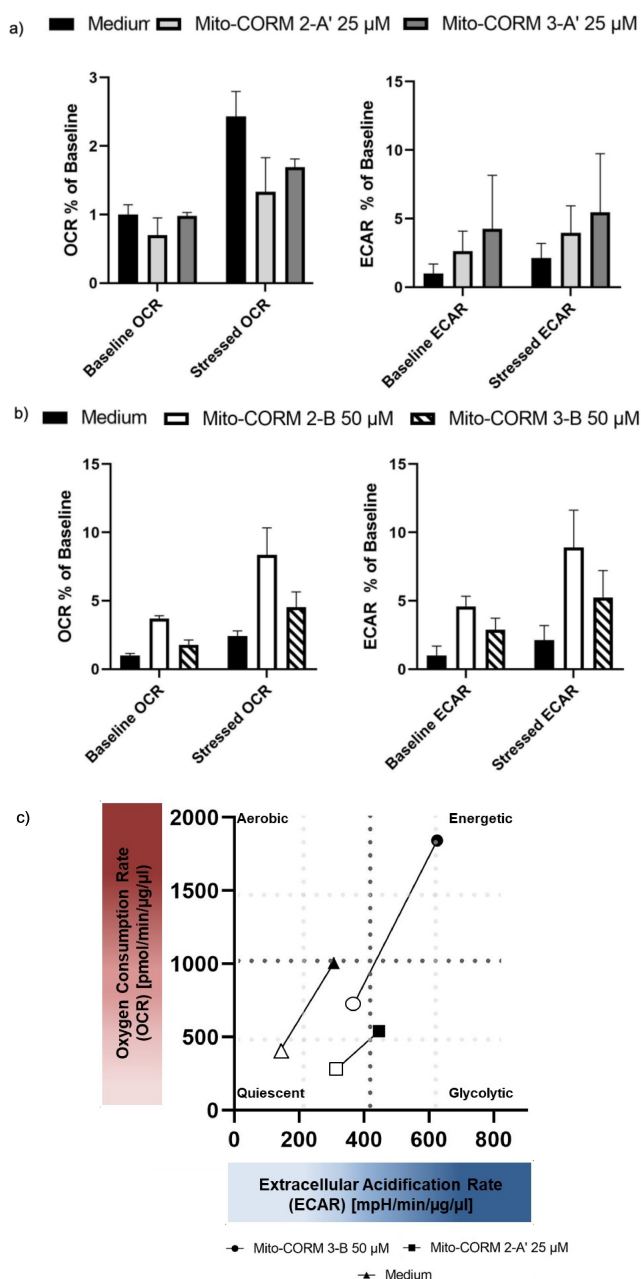 a) Medium Mito-CORM 2-A' 25 µM Mito-CORM 3-A' 25 µM
OCR % of Baseline
3
2
1
0
Baseline OCR
Stressed OCR
ECAR % of Baseline
15
10
5
0
Baseline ECAR
Stressed ECAR
b) Medium Mito-CORM 2-B 50 µM Mito-CORM 3-B 50 µM
OCR % of Baseline
15
10
5
0
Baseline OCR
Stressed OCR
ECAR % of Baseline
15
10
5
0
Baseline ECAR
Stressed ECAR
c)
Oxygen Consumption Rate
(OCR) [pmol/min/µg/µl]
2000
1500
1000
500
0
Aerobic Energetic
Quiescent Glycolytic
0 200 400 600 800
Extracellular Acidification Rate
(ECAR) [mpH/min/µg/µl]
Mito-CORM 3-B 50 µM Mito-CORM 2-A' 25 µM
Medium